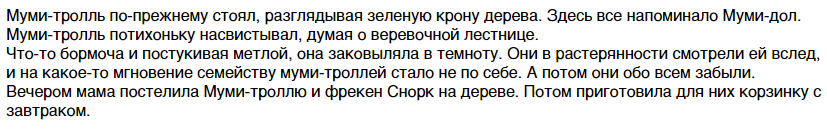 Муми-тролль по-прежнему стоял, разглядывая зеленую крону дерева. Здесь все напоминало Муми-дол.
Муми-тролль потихоньку насвистывал, думая о веревочной лестнице.
Что-то бормоча и постукивая метлой, она заковыляла в темноту. Они в растерянности смотрели ей вслед,
и на какое-то мгновение семейству муми-троллей стало не по себе. А потом они обо всем забыли.
Вечером мама постелила Муми-троллю и фрекен Снорк на дереве. Потом приготовила для них корзинку с
завтраком.